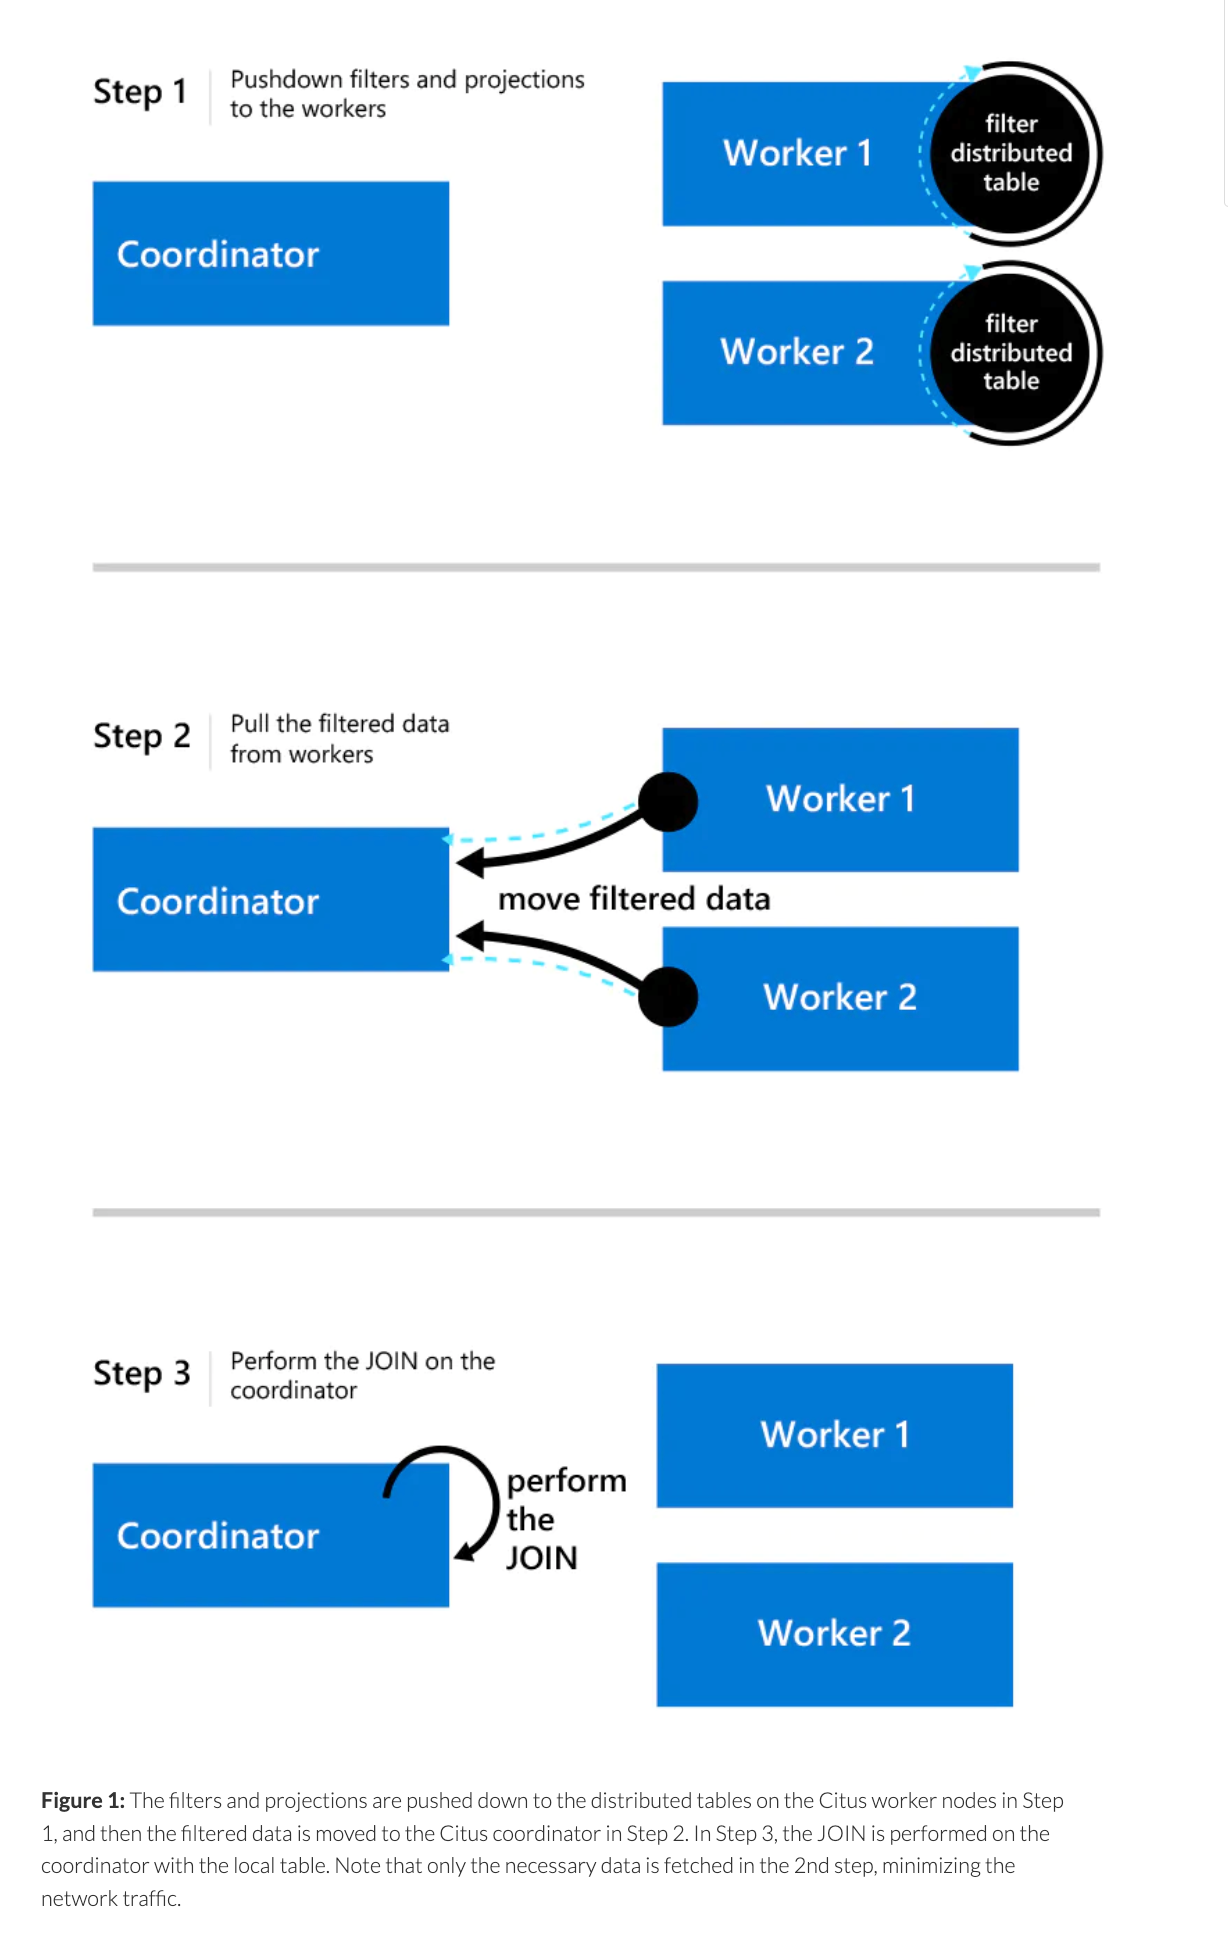 Step 1
Pushdown filters and projections
to the workers
Worker 1
filter
distributed
table
Coordinator
Worker 2
filter
distributed
table
Step 2
Pull the filtered data
from workers
Worker 1
Coordinator
move filtered data
Worker 2
Step 3
Perform the JOIN on the
coordinator
Worker 1
perform
the
JOIN
Coordinator
Worker 2
Figure 1: The filters and projections are pushed down to the distributed tables on the Citus worker nodes in Step
1, and then the filtered data is moved to the Citus coordinator in Step 2. In Step 3, the JOIN is performed on the
coordinator with the local table. Note that only the necessary data is fetched in the 2nd step, minimizing the
network traffic.